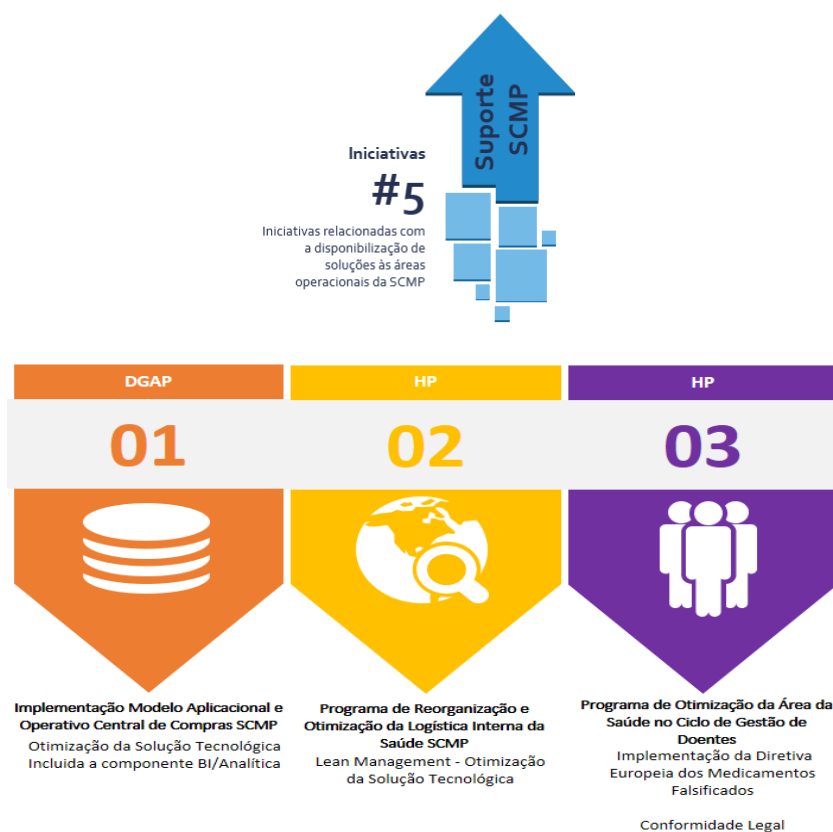 Suporte
SCMP
Iniciativas
#5
Iniciativas relacionadas com
a disponibilização de
soluções às áreas
operacionais da SCMP
DGAP
01
Implementação Modelo Aplicacional e
Operativo Central de Compras SCMP
Otimização da Solução Tecnológica
Incluida a componente BI/Analítica
HP
02
Programa de Reorganização e
Otimização da Logística Interna da
Saúde SCMP
Lean Management - Otimização
da Solução Tecnológica
HP
03
Programa de Otimização da Área da
Saúde no Ciclo de Gestão de
Doentes
Implementação da Diretiva
Europeia dos Medicamentos
Falsificados
Conformidade Legal